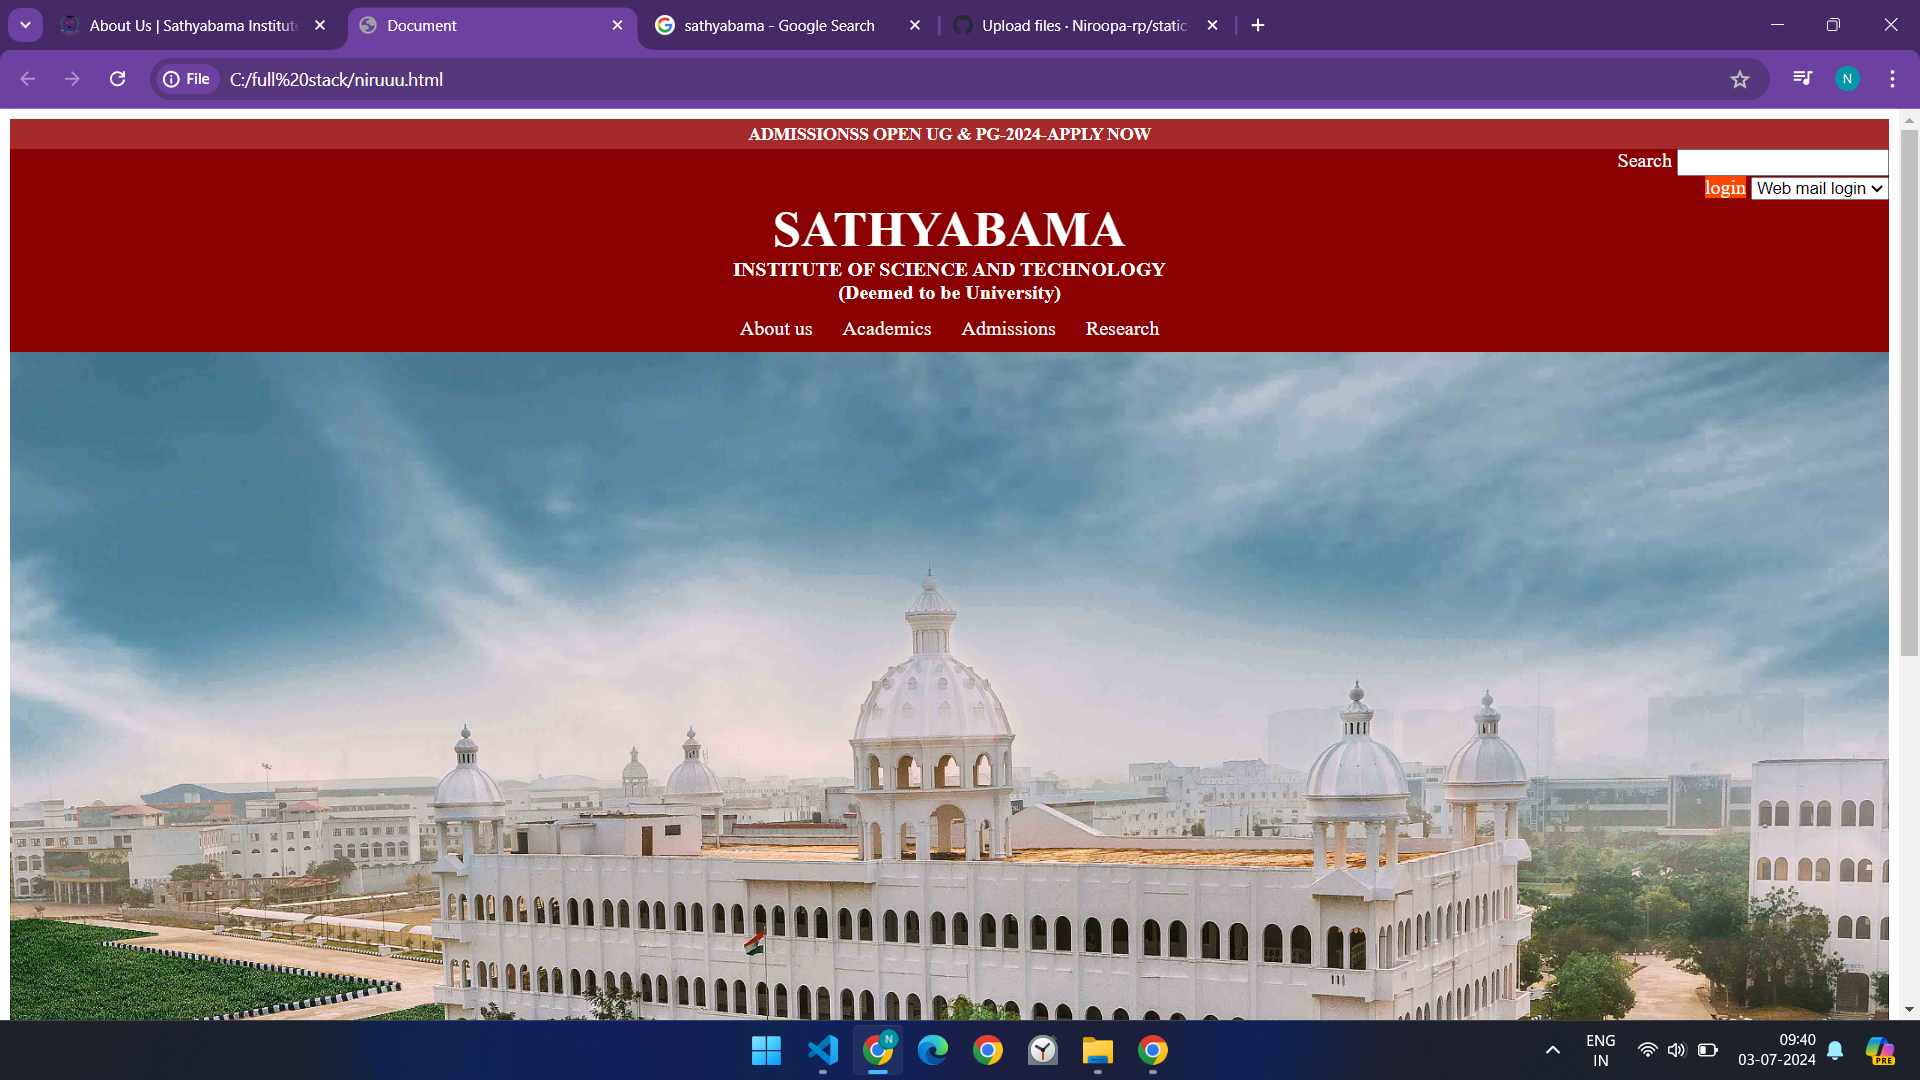 About Us | Sathyabama Institute
Document
sathyabama - Google Search
Upload files · Niroopa-rp/static-
File
C:/full%20stack/niruuu.html
N
ADMISSIONSS OPEN UG & PG-2024-APPLY NOW
Search
login Web mail login
SATHYABAMA
INSTITUTE OF SCIENCE AND TECHNOLOGY
(Deemed to be University)
About us Academics Admissions Research
N
ENG
IN
09:40
03-07-2024
PRE